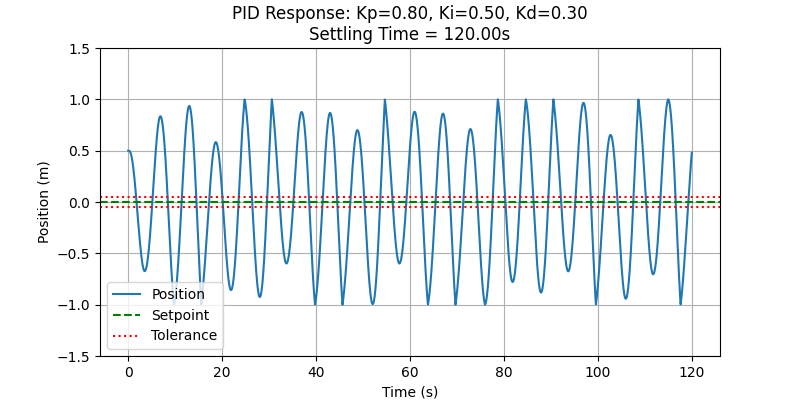 PID Response: Kp=0.80, Ki=0.50, Kd=0.30
Settling Time = 120.00s
1.5
1.0
0.5
0.0
−0.5
−1.0
−1.5
Position (m)
Position
Setpoint
Tolerance
0
20
40
60
80
100
120
Time (s)